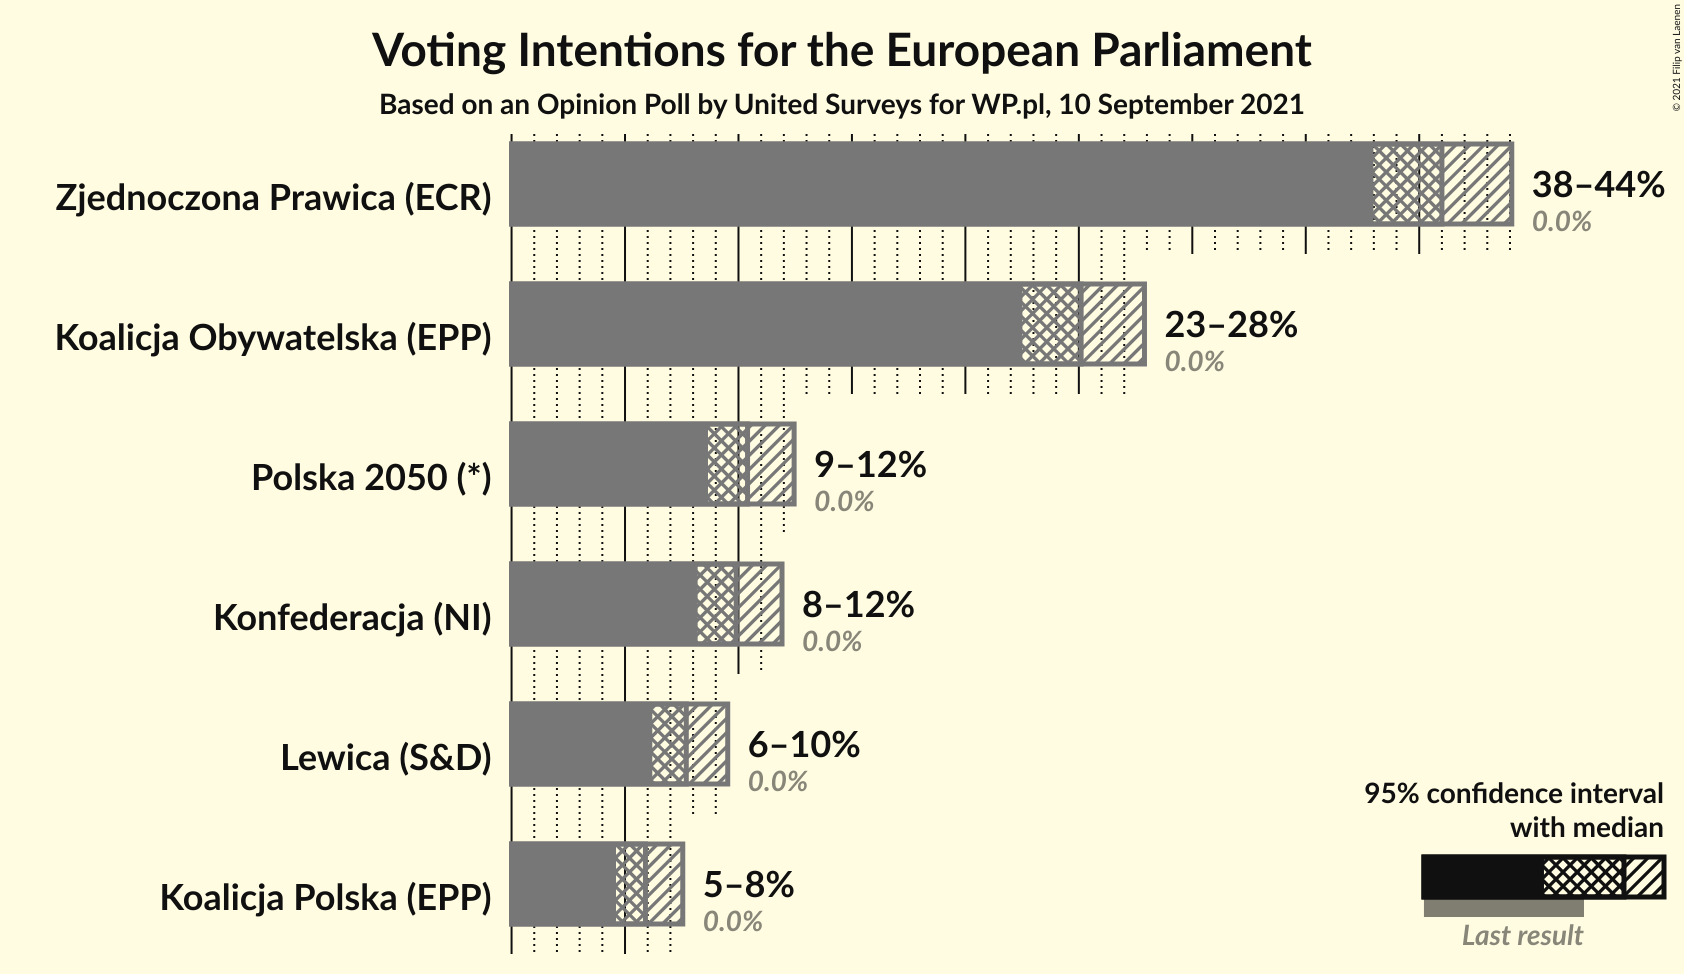 Voting Intentions for the European Parliament
Based on an Opinion Poll by United Surveys for WP.pl, 10 September 2021
© 2021 Filip van Laenen
Zjednoczona Prawica (ECR)
38–44%
0.0%
Koalicja Obywatelska (EPP)
23–28%
0.0%
Polska 2050 (*)
9–12%
0.0%
Konfederacja (NI)
8–12%
0.0%
Lewica (S&D)
6–10%
0.0%
Koalicja Polska (EPP)
5–8%
0.0%
95% confidence interval
with median
Last result